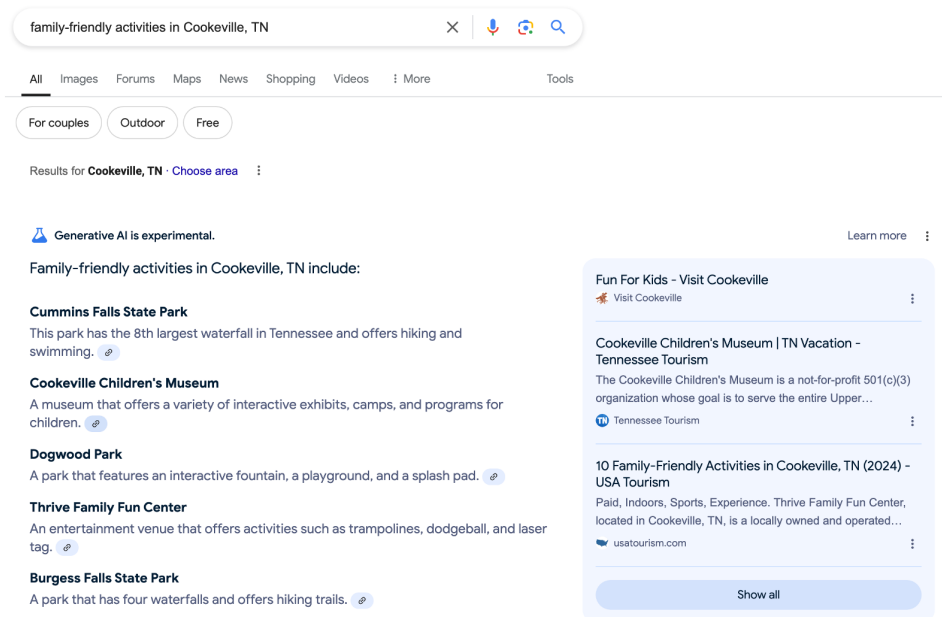 family-friendly activities in Cookeville, TN
All Images Forums Maps News Shopping Videos More Tools
For couples Outdoor Free
Results for Cookeville, TN · Choose area
Generative AI is experimental. Learn more
Family-friendly activities in Cookeville, TN include:
Cummins Falls State Park
This park has the 8th largest waterfall in Tennessee and offers hiking and
swimming.
Cookeville Children's Museum
A museum that offers a variety of interactive exhibits, camps, and programs for
children.
Dogwood Park
A park that features an interactive fountain, a playground, and a splash pad.
Thrive Family Fun Center
An entertainment venue that offers activities such as trampolines, dodgeball, and laser
tag.
Burgess Falls State Park
A park that has four waterfalls and offers hiking trails.
Fun For Kids - Visit Cookeville
Visit Cookeville
Cookeville Children's Museum | TN Vacation -
Tennessee Tourism
The Cookeville Children's Museum is a not-for-profit 501(c)(3)
organization whose goal is to serve the entire Upper...
TN Tennessee Tourism
10 Family-Friendly Activities in Cookeville, TN (2024) -
USA Tourism
Paid, Indoors, Sports, Experience. Thrive Family Fun Center,
located in Cookeville, TN, is a locally owned and operated...
usatourism.com
Show all